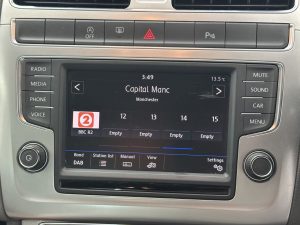 A OFF
P
RADIO
MEDIA
PHONE
VOICE
MUTE
SOUND
CAR
MENU
3:49 13.5°C
< Capital Manc >
Manchester
2 12 13 14 15
BBC R2 Empty Empty Empty Empty
Band Station list Manual View Settings
DAB